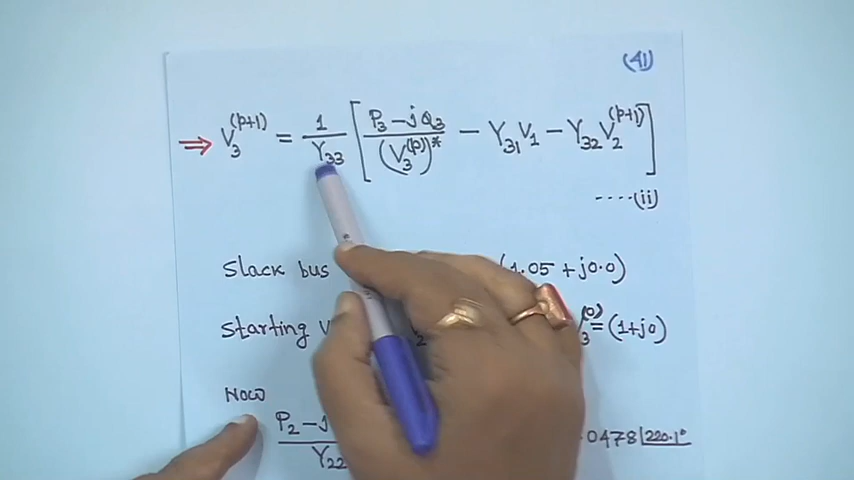 (41)
⇒ V₃^(p+1) = 1/Y₃₃ [ (P₃ - jQ₃)/(V₃^(p))* - Y₃₁V₁ - Y₃₂V₂^(p+1) ]
....(ii)
Slack bus (1.05 + j0.0)
Starting ₃^(0) = (1+j0)
Now
P₂ - j / Y₂₂ .0478∠220.1°